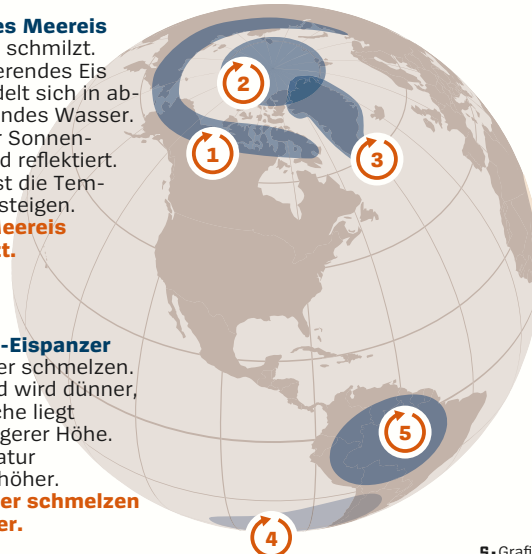 es Meereis
schmilzt.
erendes Eis
delt sich in ab-
ndes Wasser.
r Sonnen-
d reflektiert.
st die Tem-
steigen.
eereis
t.
-Eispanzer
er schmelzen.
d wird dünner,
che liegt
gerer Höhe.
atur
höher.
er schmelzen
er.
1
2
3
4
5
S•Grafi